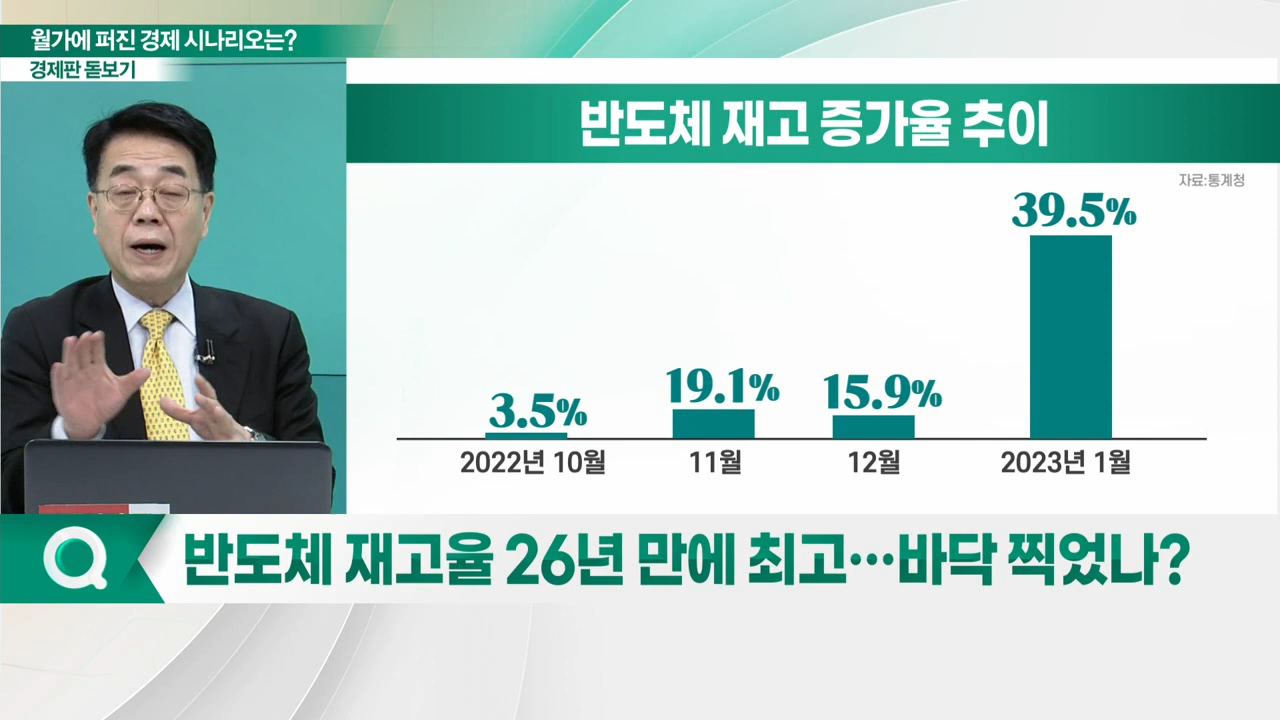 월가에 퍼진 경제 시나리오는?
경제판 돋보기
반도체 재고 증가율 추이
자료:통계청
3.5%
19.1%
15.9%
39.5%
2022년 10월
11월
12월
2023년 1월
반도체 재고율 26년 만에 최고…바닥 찍었나?